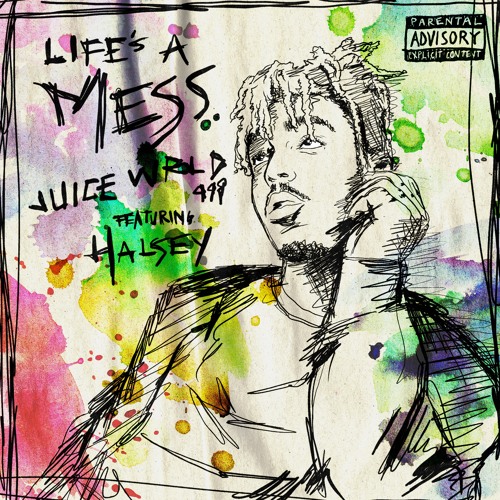 LIFE'S A
MESS.
JUICE WRLD
999
FEATURING
HALSEY
PARENTAL
ADVISORY
EXPLICIT CONTENT